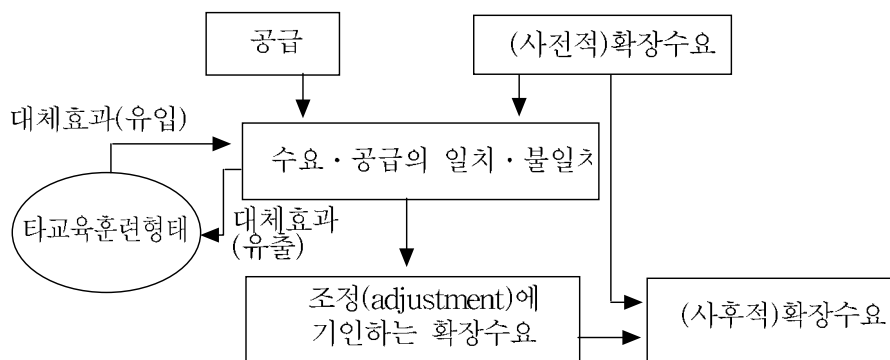 공급
(사전적)확장수요
대체효과(유입)
수요·공급의 일치·불일치
타교육훈련형태
대체효과
(유출)
조정(adjustment)에
기인하는 확장수요
(사후적)확장수요